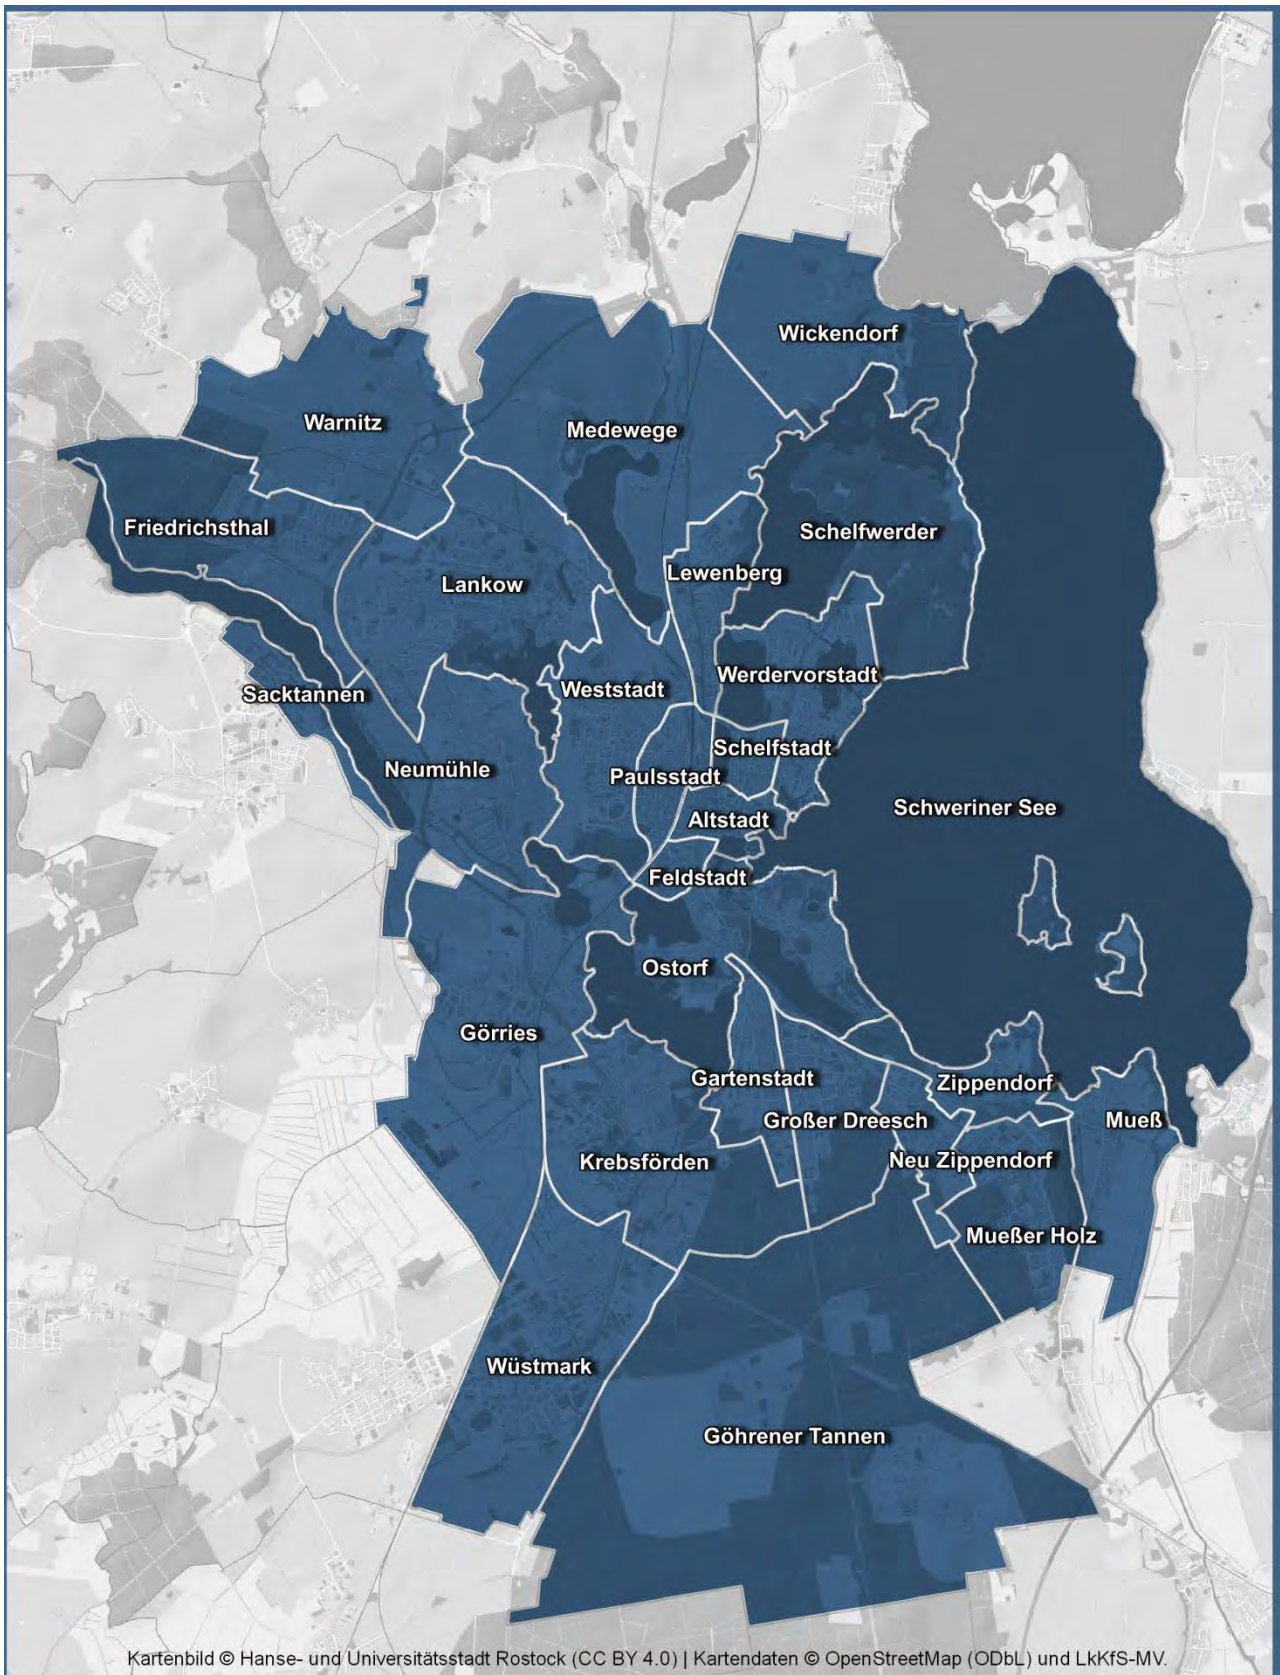 Wickendorf
Warnitz
Medewege
Friedrichsthal
Schelfwerder
Lewenberg
Lankow
Werdervorstadt
Weststadt
Sacktannen
Schelfstadt
Neumühle
Paulsstadt
Schweriner See
Altstadt
Feldstadt
Ostorf
Görries
Gartenstadt
Zippendorf
Großer Dreesch
Mueß
Krebsförden
Neu Zippendorf
Mueßer Holz
Wüstmark
Göhrener Tannen
Kartenbild © Hanse- und Universitätsstadt Rostock (CC BY 4.0) | Kartendaten © OpenStreetMap (ODbL) und LkKfS-MV.